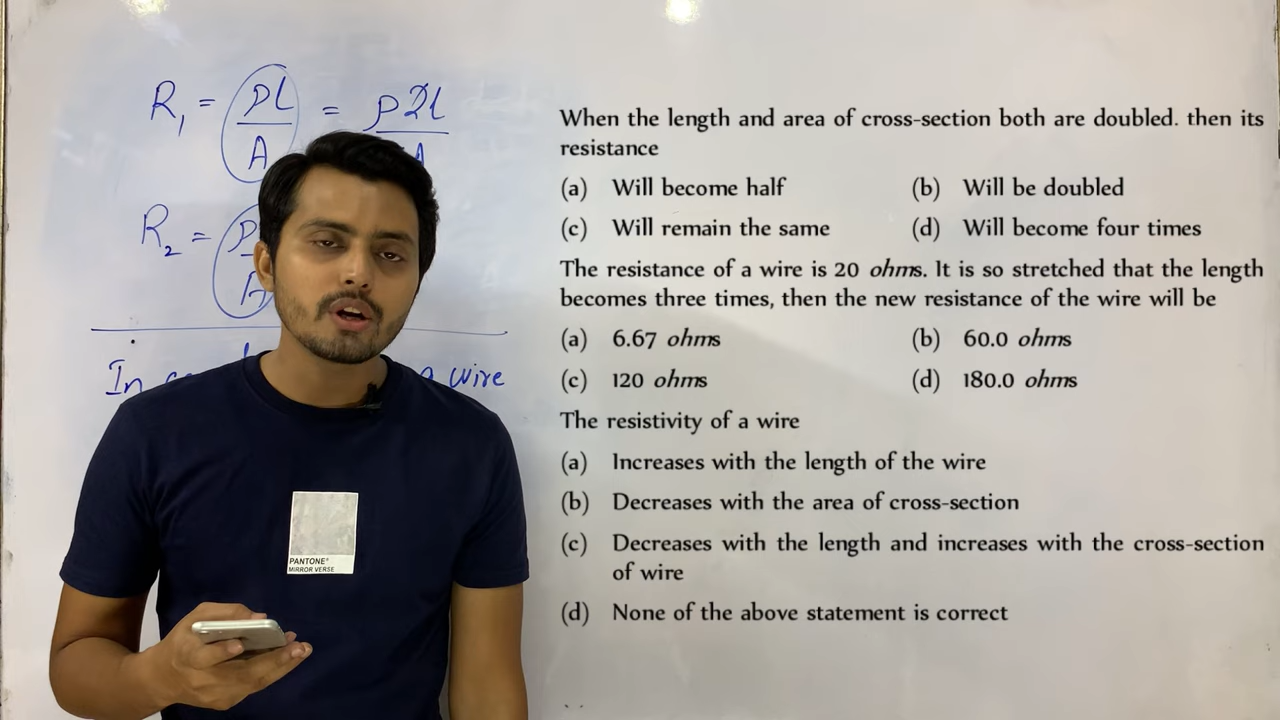 R₁ = ρl/A = ρ2l/A
R₂ = ρ
In a wire
PANTONE®
MIRROR VERSE
When the length and area of cross-section both are doubled. then its
resistance
(a) Will become half (b) Will be doubled
(c) Will remain the same (d) Will become four times
The resistance of a wire is 20 ohms. It is so stretched that the length
becomes three times, then the new resistance of the wire will be
(a) 6.67 ohms (b) 60.0 ohms
(c) 120 ohms (d) 180.0 ohms
The resistivity of a wire
(a) Increases with the length of the wire
(b) Decreases with the area of cross-section
(c) Decreases with the length and increases with the cross-section
of wire
(d) None of the above statement is correct